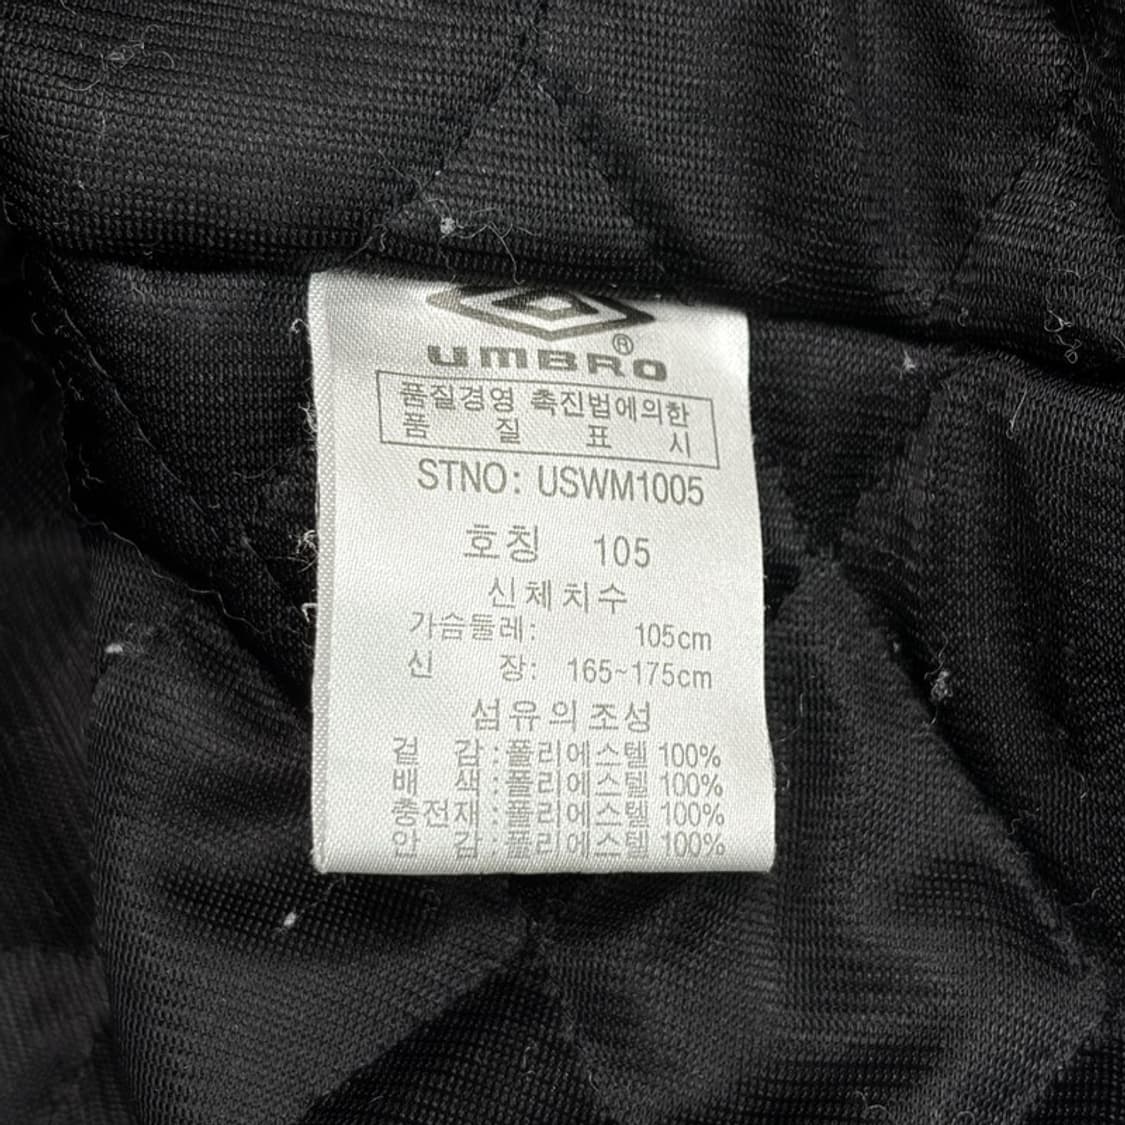 UMBRO®
품질경영 촉진법에의한
품 질 표 시
STNO: USWM1005
호칭 105
신체치수
가슴둘레: 105cm
신 장: 165~175cm
섬유의조성
겉 감:폴리에스텔 100%
배 색:폴리에스텔 100%
충전재:폴리에스텔 100%
안 감:폴리에스텔 100%